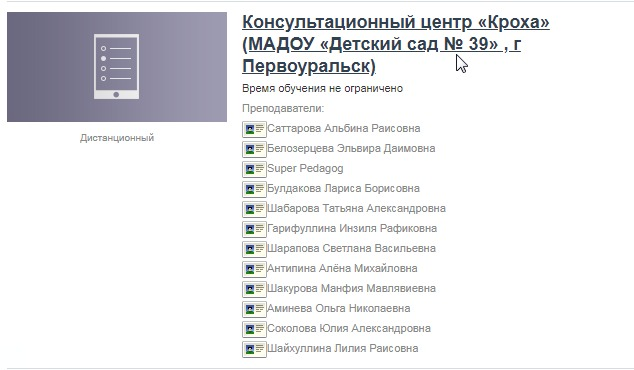 Консультационный центр «Кроха»
(МАДОУ «Детский сад № 39» , г
Первоуральск)
Время обучения не ограничено
Преподаватели:
Дистанционный
Саттарова Альбина Раисовна
Белозерцева Эльвира Даимовна
Super Pedagog
Булдакова Лариса Борисовна
Шабарова Татьяна Александровна
Гарифуллина Инзиля Рафиковна
Шарапова Светлана Васильевна
Антипина Алёна Михайловна
Шакурова Манфия Мавлявиевна
Аминева Ольга Николаевна
Соколова Юлия Александровна
Шайхуллина Лилия Раисовна